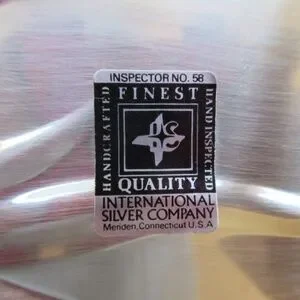 INSPECTOR NO. 58
HANDCRAFTED
FINEST
HAND INSPECTED
QUALITY
INTERNATIONAL
SILVER COMPANY
Meriden, Connecticut U.S.A